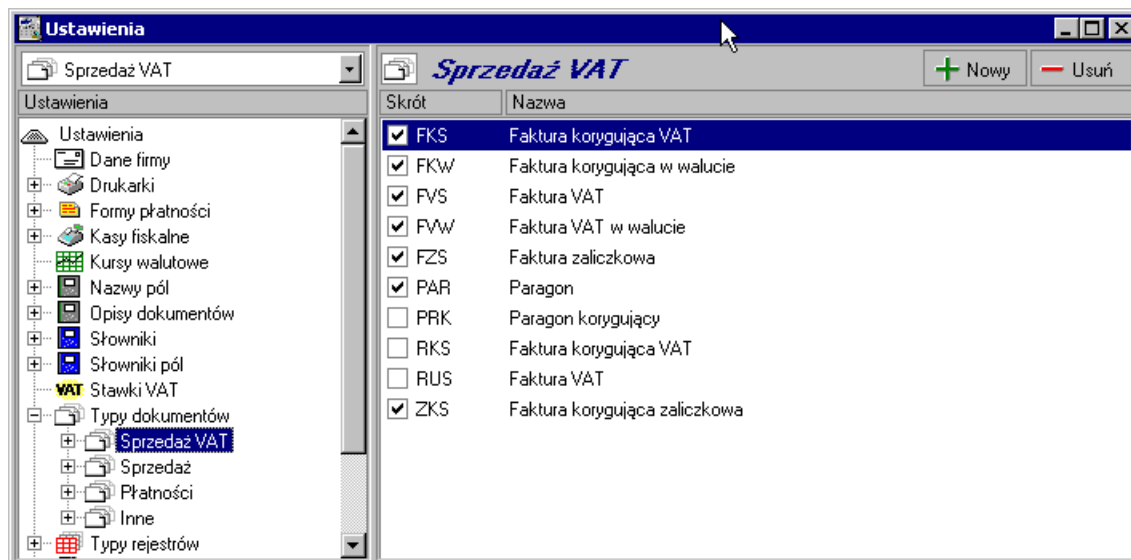 Ustawienia
Sprzedaż VAT
Ustawienia
Ustawienia
Dane firmy
Drukarki
Formy płatności
Kasy fiskalne
Kursy walutowe
Nazwy pól
Opisy dokumentów
Słowniki
Słowniki pól
VAT Stawki VAT
Typy dokumentów
Sprzedaż VAT
Sprzedaż
Płatności
Inne
Typy rejestrów
Sprzedaż VAT
Nowy
Usuń
Skrót Nazwa
FKS Faktura korygująca VAT
FKW Faktura korygująca w walucie
FVS Faktura VAT
FVW Faktura VAT w walucie
FZS Faktura zaliczkowa
PAR Paragon
PRK Paragon korygujący
RKS Faktura korygująca VAT
RUS Faktura VAT
ZKS Faktura korygująca zaliczkowa